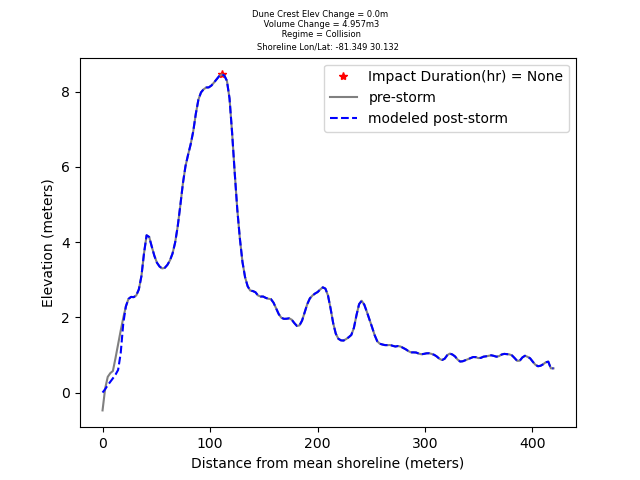 Dune Crest Elev Change = 0.0m
Volume Change = 4.957m3
Regime = Collision
Shoreline Lon/Lat: -81.349 30.132
Impact Duration(hr) = None
pre-storm
modeled post-storm
8
6
4
2
0
Elevation (meters)
0 100 200 300 400
Distance from mean shoreline (meters)